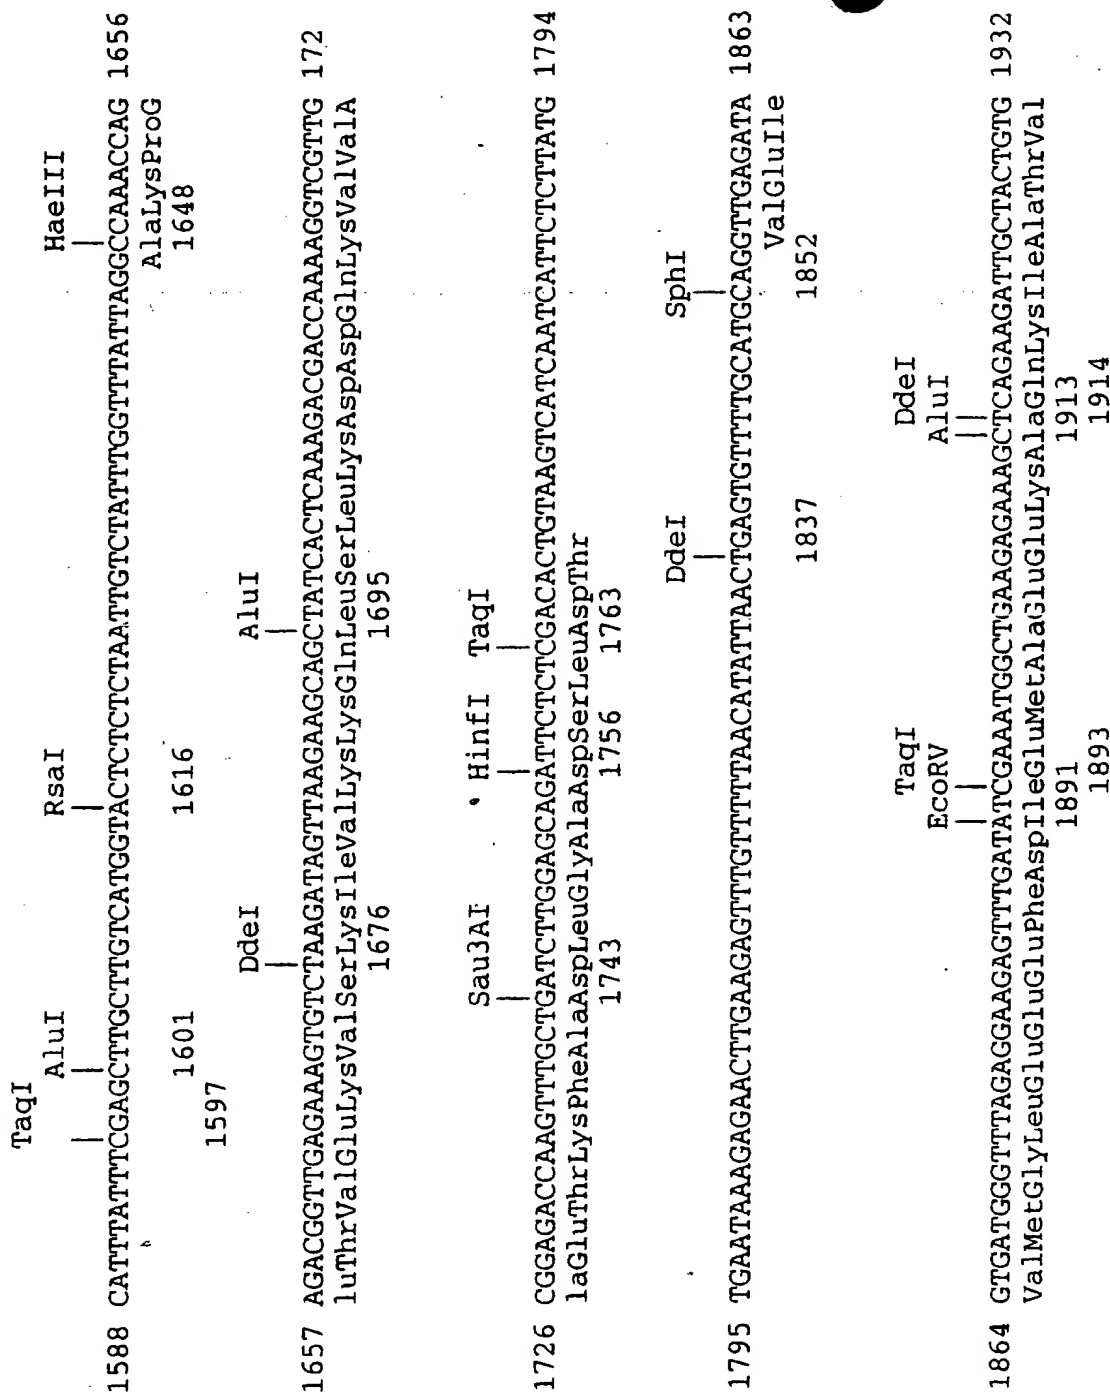 HaeIII
RsaI
AluI
TaqI
1588 CATTTATTTCGAGCTTGCTTGTCATGGTACTCTCTCTAATTGTCTATTTGGTTTATTAGGCCAAACCAG 1656
AlaLysProG
1601 1616 1648
1597
DdeI AluI
1657 AGACGGTTGAGAAAGTGTCTAAGATAGTTAAGAAGCAGCTATCACTCAAAGACGACCAAAAGGTCGTTG 172
luThrValGluLysValSerLysIleValLysLysGlnLeuSerLeuLysAspAspGlnLysValValA
1676 1695
Sau3AI HinfI TaqI
1726 CGGAGACCAAGTTTGCTGATCTTGGAGCAGATTCTCTCGACACTGTAAGTCATCAATCATTCTCTTATG 1794
laGluThrLysPheAlaAspLeuGlyAlaAspSerLeuAspThr
1743 1756 1763
DdeI SphI
1795 TGAATAAAGAGAACTTGAAGAGTTTGTTTTTAACATATTAACTGAGTGTTTTGCATGCAGGTTGAGATA 1863
ValGluIle
1837 1852
TaqI DdeI
EcoRV AluI
1864 GTGATGGGTTTAGAGGAAGAGTTTGATATCGAAATGGCTGAAGAGAAAGCTCAGAAGATTGCTACTGTG 1932
ValMetGlyLeuGluGluGluPheAspIleGluMetAlaGluGluLysAlaGlnLysIleAlaThrVal
1891 1913
1893 1914